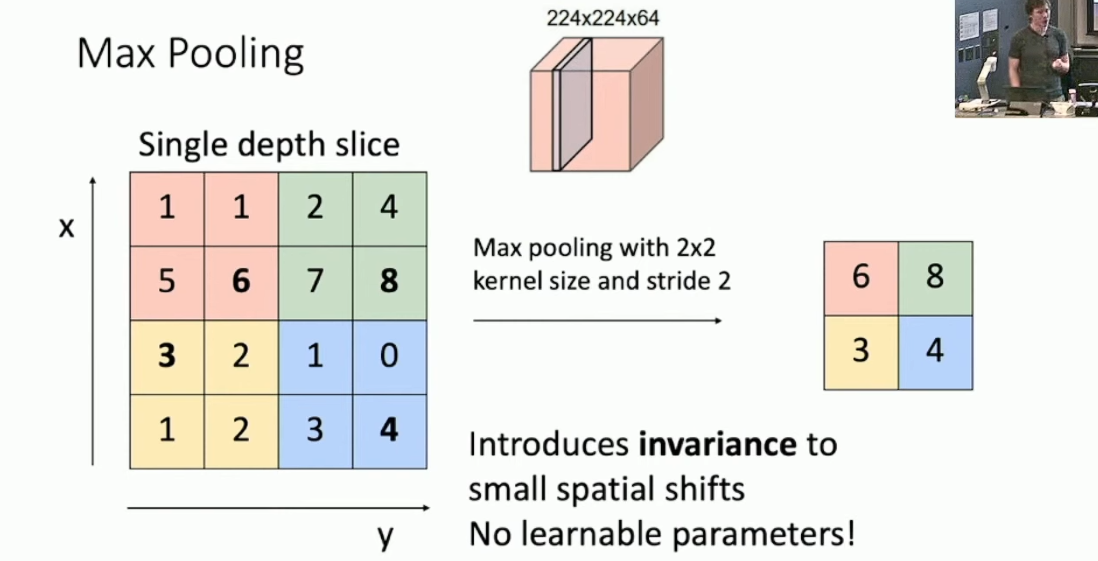 Max Pooling
224x224x64
Single depth slice
x
1 1 2 4
5 6 7 8
3 2 1 0
1 2 3 4
y
Max pooling with 2x2
kernel size and stride 2
6 8
3 4
Introduces invariance to
small spatial shifts
No learnable parameters!